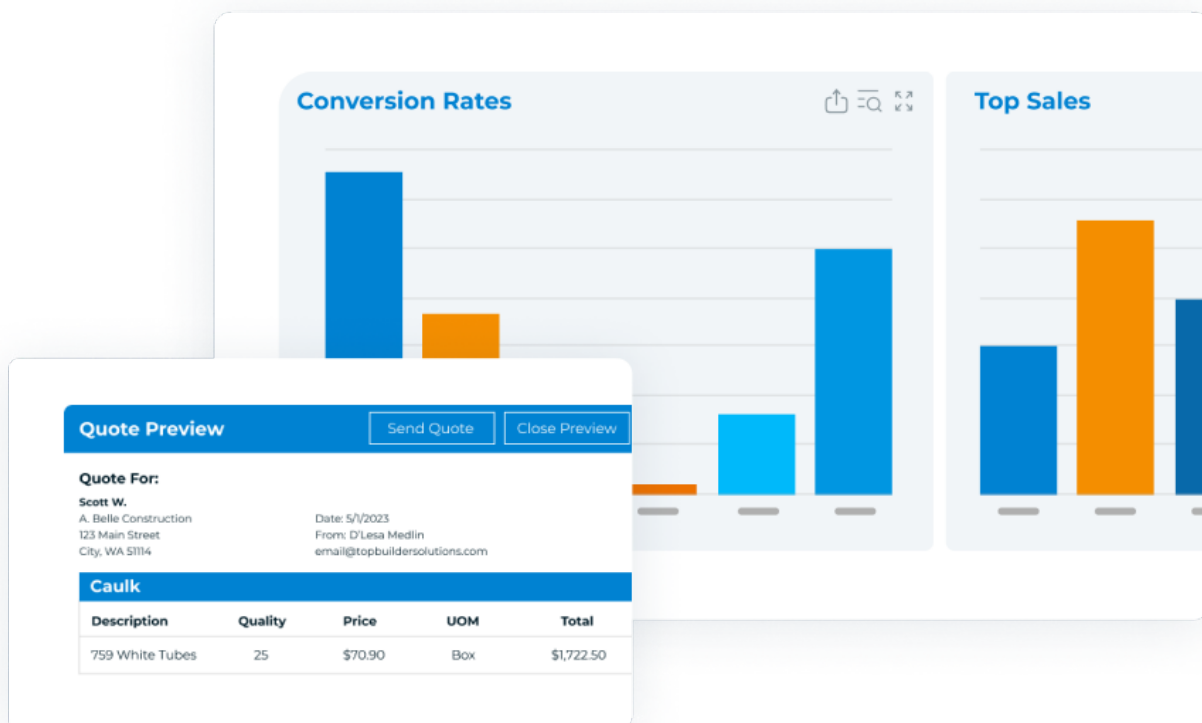 Conversion Rates
Top Sales
Quote Preview
Send Quote
Close Preview
Quote For:
Scott W.
A. Belle Construction
123 Main Street
City, WA 51114
Date: 5/1/2023
From: D'Lesa Medlin
email@topbuildersolutions.com
Caulk
Description Quality Price UOM Total
759 White Tubes 25 $70.90 Box $1,722.50